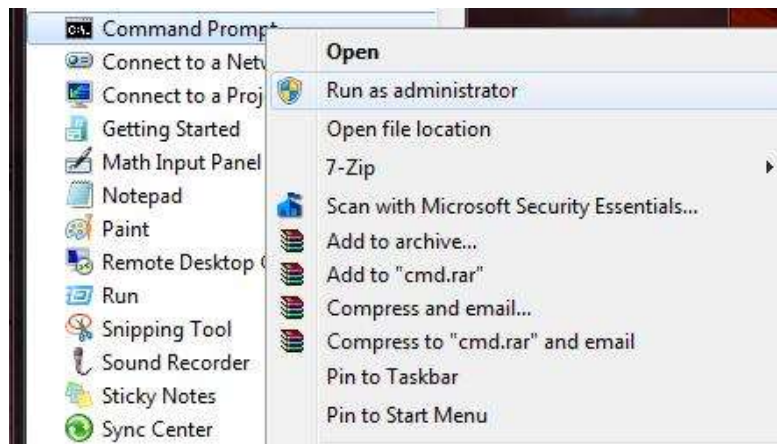 Command Prompt
Connect to a Netw
Connect to a Proj
Getting Started
Math Input Panel
Notepad
Paint
Remote Desktop
Run
Snipping Tool
Sound Recorder
Sticky Notes
Sync Center
Open
Run as administrator
Open file location
7-Zip
Scan with Microsoft Security Essentials...
Add to archive...
Add to "cmd.rar"
Compress and email...
Compress to "cmd.rar" and email
Pin to Taskbar
Pin to Start Menu